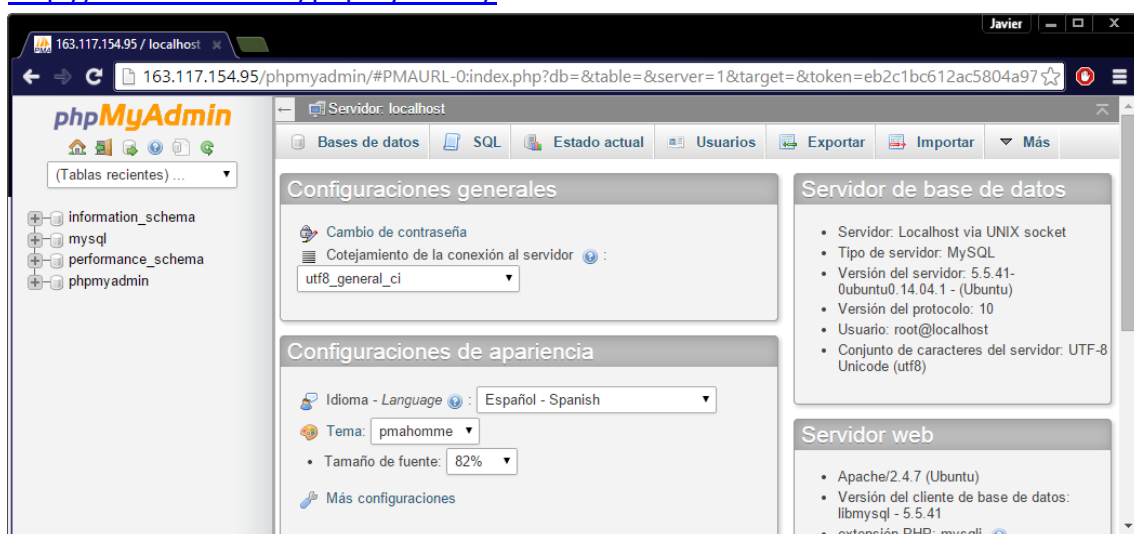 Javier
163.117.154.95 / localhost
163.117.154.95/phpmyadmin/#PMAURL-0:index.php?db=&table=&server=1&target=&token=eb2c1bc612ac5804a97
phpMyAdmin
(Tablas recientes) ...
information_schema
mysql
performance_schema
phpmyadmin
Servidor: localhost
Bases de datos SQL Estado actual Usuarios Exportar Importar Más
Configuraciones generales
Cambio de contraseña
Cotejamiento de la conexión al servidor :
utf8_general_ci
Configuraciones de apariencia
Idioma - Language : Español - Spanish
Tema: pmahomme
Tamaño de fuente: 82%
Más configuraciones
Servidor de base de datos
Servidor: Localhost via UNIX socket
Tipo de servidor: MySQL
Versión del servidor: 5.5.41-
0ubuntu0.14.04.1 - (Ubuntu)
Versión del protocolo: 10
Usuario: root@localhost
Conjunto de caracteres del servidor: UTF-8
Unicode (utf8)
Servidor web
Apache/2.4.7 (Ubuntu)
Versión del cliente de base de datos:
libmysql - 5.5.41
extensión PHP: mysqli